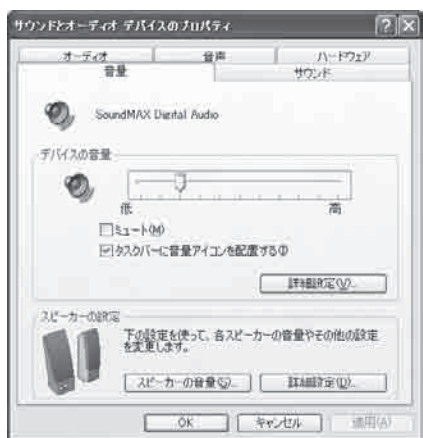 サウンドとオーディオ デバイスのプロパティ
オーディオ 音声 ハードウェア
音量 サウンド
SoundMAX Digital Audio
デバイスの音量
低 高
ミュート(M)
タスクバーに音量アイコンを配置する(I)
詳細設定(V)...
スピーカーの設定
下の設定を使って、各スピーカーの音量やその他の設定
を変更します。
スピーカーの音量(S)... 詳細設定(D)...
OK キャンセル 適用(A)